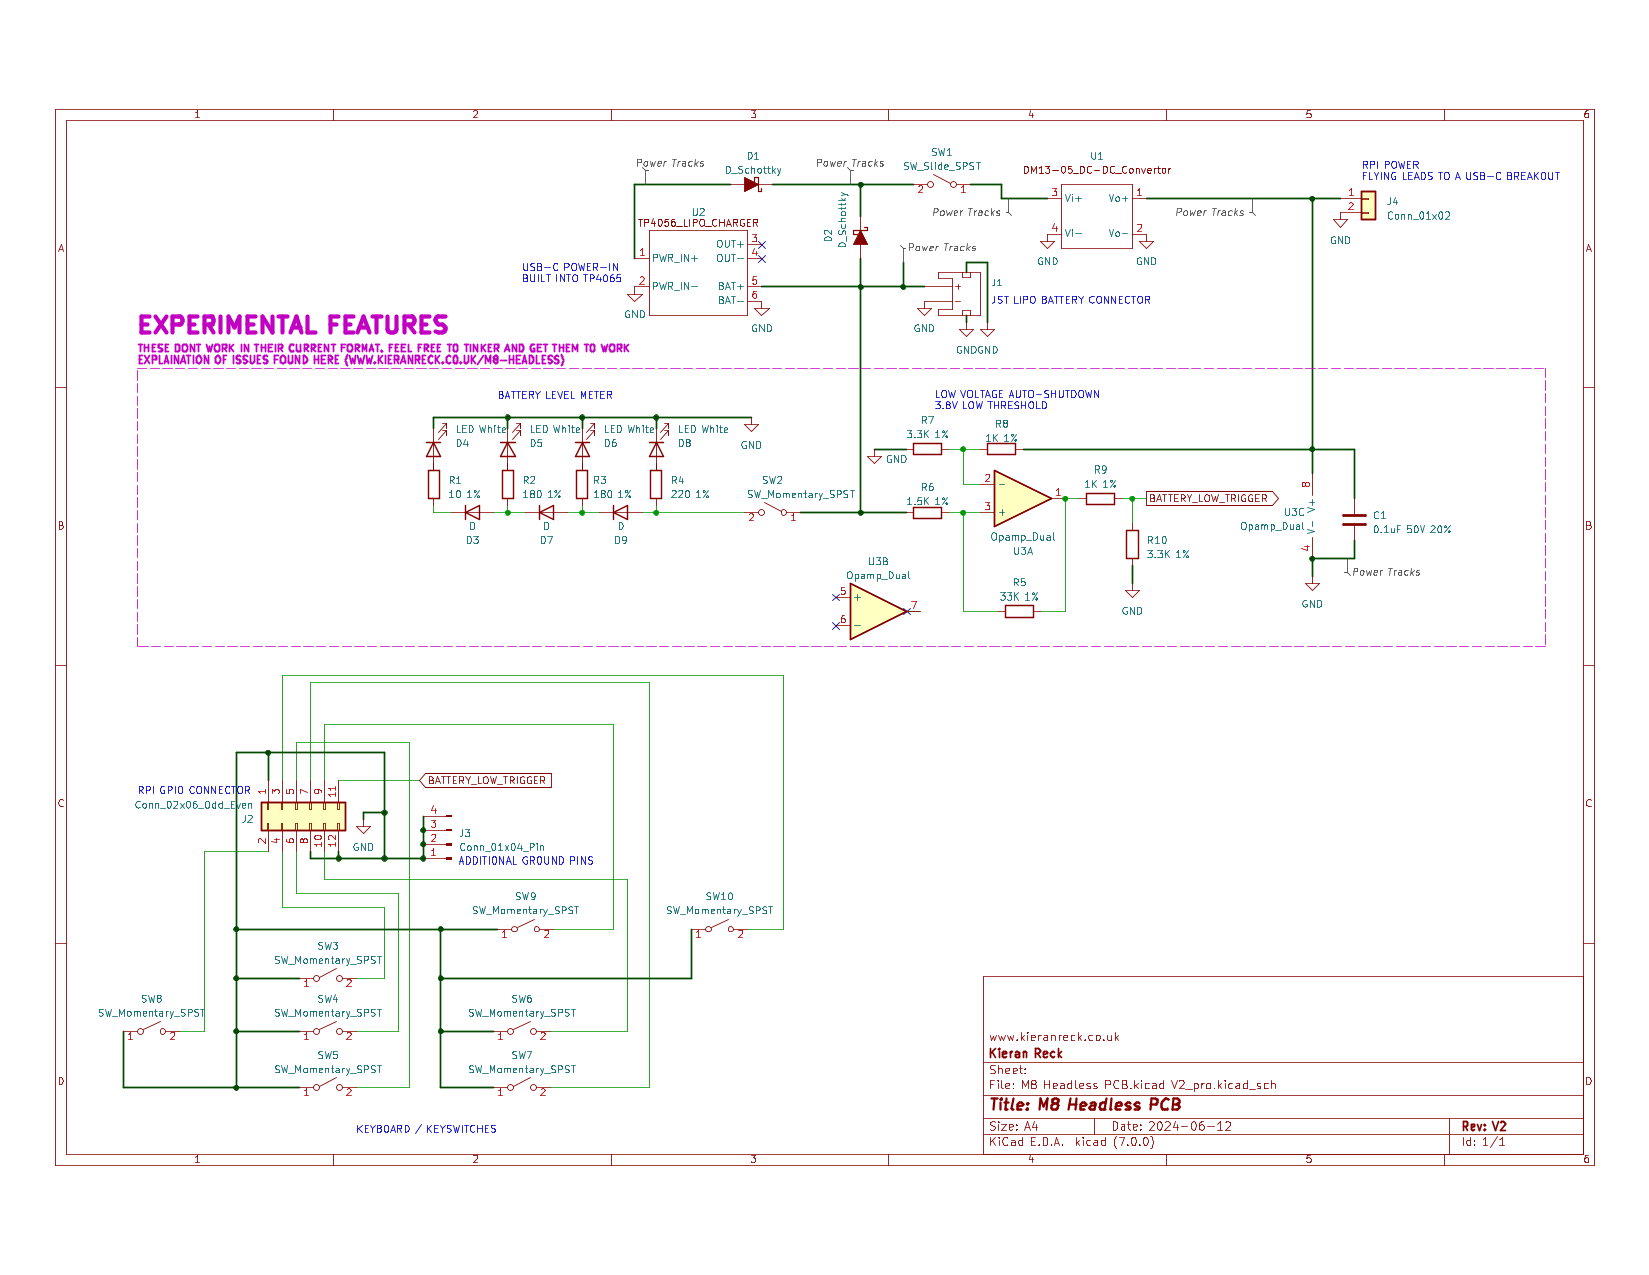 1 2 3 4 5 6
A
B
C
D
Power Tracks
D1
D_Schottky
Power Tracks
SW1
SW_Slide_SPST
2 1
U1
DM13-05_DC-DC_Convertor
3 Vi+ Vo+ 1
4 Vi- Vo- 2
GND GND
Power Tracks
Power Tracks
RPI POWER
FLYING LEADS TO A USB-C BREAKOUT
1
2
J4
Conn_01x02
GND
U2
TP4056_LIPO_CHARGER
OUT+ 3
OUT- 4
1 PWR_IN+
2 PWR_IN- BAT+ 5
BAT- 6
GND
GND
USB-C POWER-IN
BUILT INTO TP4065
D2
D_Schottky
Power Tracks
J1
JST LIPO BATTERY CONNECTOR
+
-
GND
GND GND
EXPERIMENTAL FEATURES
THESE DONT WORK IN THEIR CURRENT FORMAT. FEEL FREE TO TINKER AND GET THEM TO WORK
EXPLAINATION OF ISSUES FOUND HERE (WWW.KIERANRECK.CO.UK/M8-HEADLESS)
BATTERY LEVEL METER
LED White
D4
LED White
D5
LED White
D6
LED White
D8
GND
R1
10 1%
R2
180 1%
R3
180 1%
R4
220 1%
D
D3
D
D7
D
D9
SW2
SW_Momentary_SPST
2 1
LOW VOLTAGE AUTO-SHUTDOWN
3.8V LOW THRESHOLD
R7
3.3K 1%
R8
1K 1%
GND
R6
1.5K 1%
2 -
3 +
1
Opamp_Dual
U3A
R9
1K 1%
BATTERY_LOW_TRIGGER
R10
3.3K 1%
GND
R5
33K 1%
U3B
Opamp_Dual
5 +
6 -
7
8
V+
U3C
Opamp_Dual
V-
4
C1
0.1uF 50V 20%
Power Tracks
GND
BATTERY_LOW_TRIGGER
RPI GPIO CONNECTOR
Conn_02x06_Odd_Even
J2
1 3 5 7 9 11
2 4 6 8 10 12
GND
4
3
2
1
J3
Conn_01x04_Pin
ADDITIONAL GROUND PINS
SW9
SW_Momentary_SPST
1 2
SW10
SW_Momentary_SPST
1 2
SW3
SW_Momentary_SPST
1 2
SW8
SW_Momentary_SPST
1 2
SW4
SW_Momentary_SPST
1 2
SW6
SW_Momentary_SPST
1 2
SW5
SW_Momentary_SPST
1 2
SW7
SW_Momentary_SPST
1 2
KEYBOARD / KEYSWITCHES
www.kieranreck.co.uk
Kieran Reck
Sheet:
File: M8 Headless PCB.kicad V2_pro.kicad_sch
Title: M8 Headless PCB
Size: A4 Date: 2024-06-12 Rev: V2
KiCad E.D.A. kicad (7.0.0) Id: 1/1
A
B
C
D
1 2 3 4 5 6